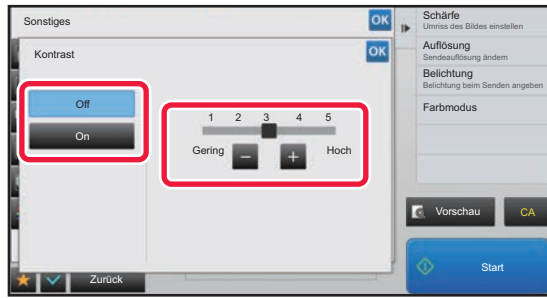 Sonstiges
OK
Kontrast
OK
Off
On
1 2 3 4 5
Gering
Hoch
Zurück
Schärfe
Umriss des Bildes einstellen
Auflösung
Sendeauflösung ändern
Belichtung
Belichtung beim Senden angeben
Farbmodus
Vorschau
CA
Start